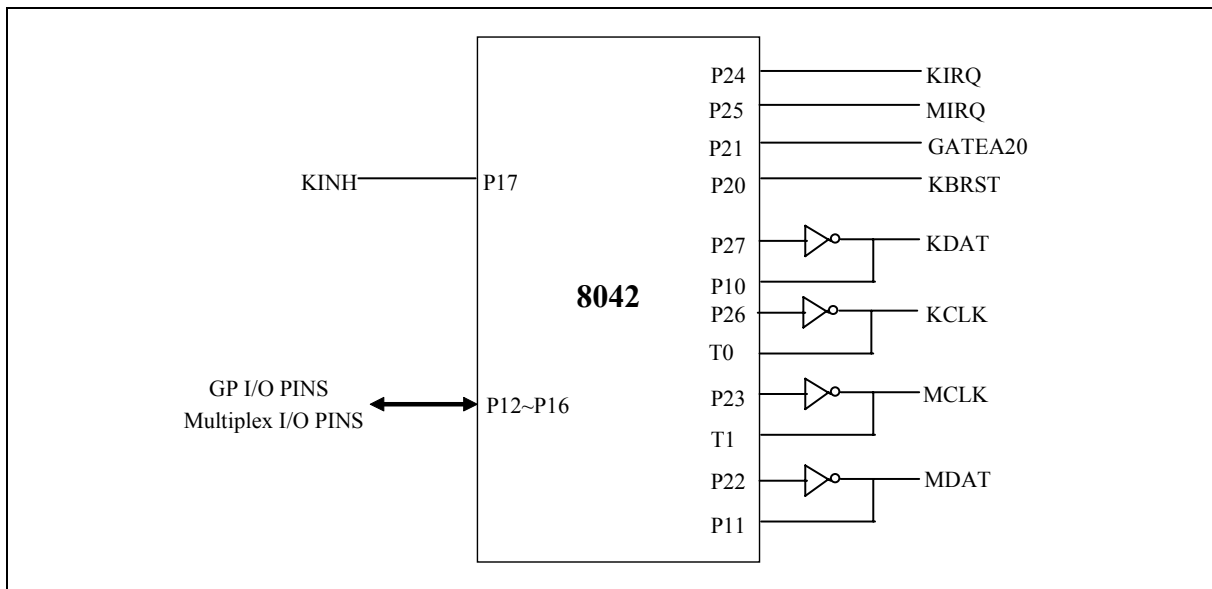 P24 KIRQ
P25 MIRQ
P21 GATEA20
KINH P17 P20 KBRST
P27 KDAT
P10
8042
P26 KCLK
T0
GP I/O PINS
Multiplex I/O PINS
P12~P16
P23 MCLK
T1
P22 MDAT
P11